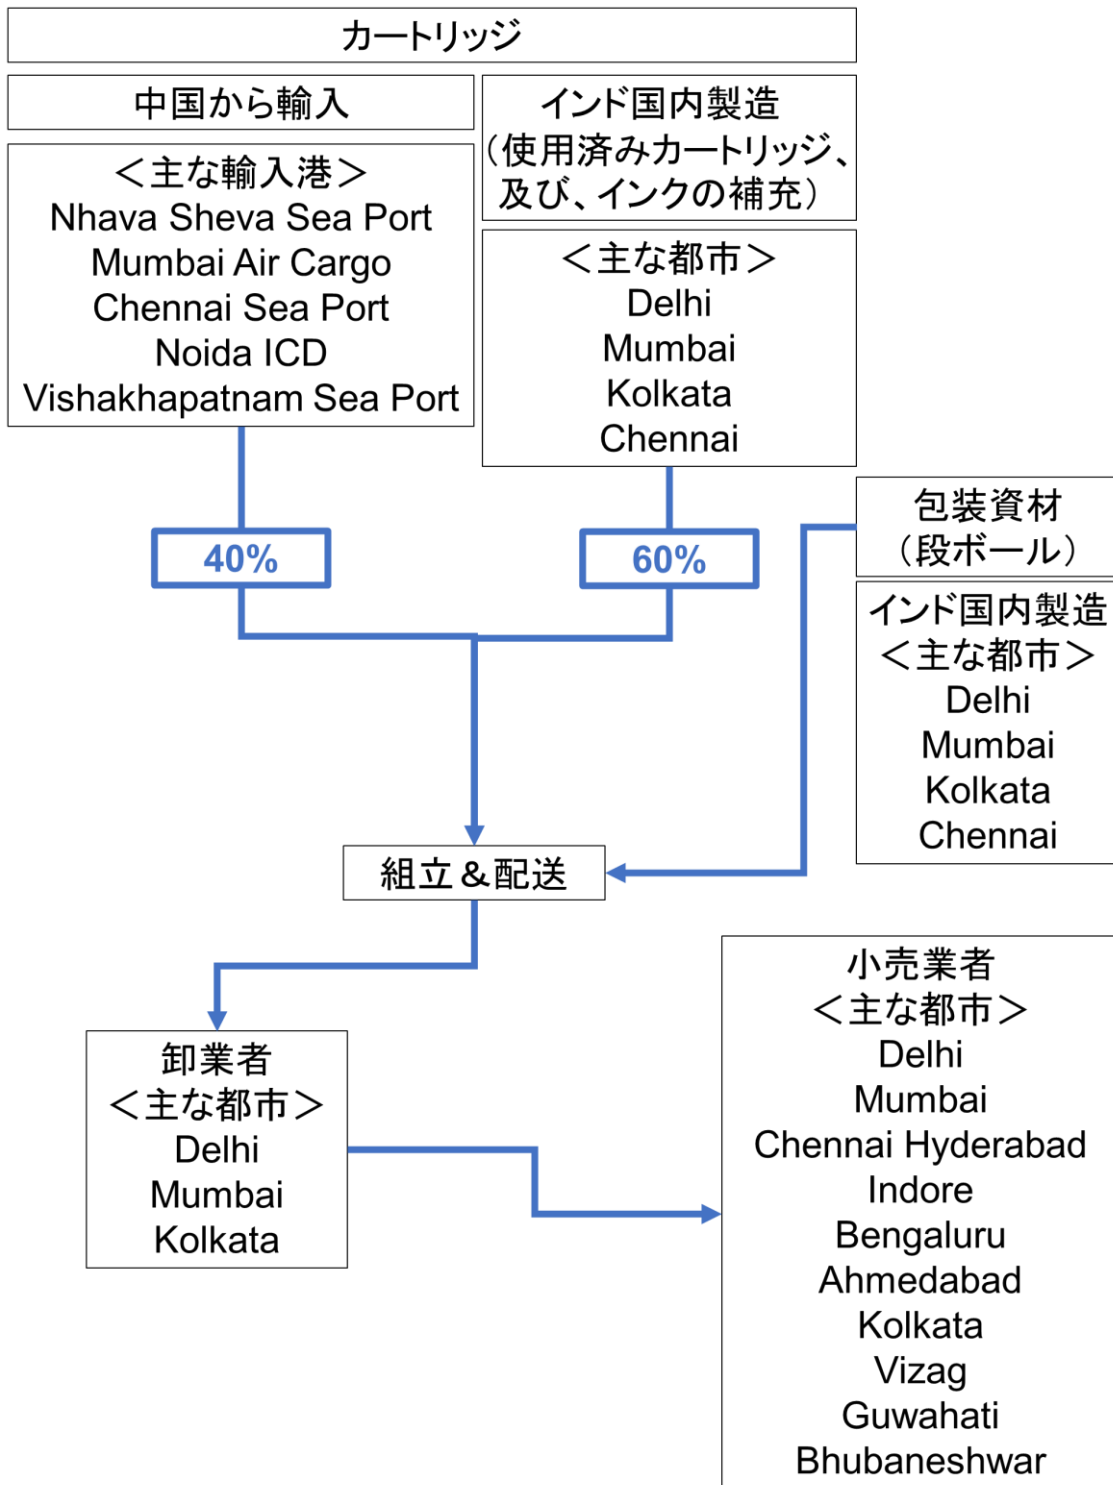 カートリッジ
中国から輸入
＜主な輸入港＞
Nhava Sheva Sea Port
Mumbai Air Cargo
Chennai Sea Port
Noida ICD
Vishakhapatnam Sea Port
インド国内製造
（使用済みカートリッジ、
及び、インクの補充）
＜主な都市＞
Delhi
Mumbai
Kolkata
Chennai
40%
60%
包装資材
（段ボール）
インド国内製造
＜主な都市＞
Delhi
Mumbai
Kolkata
Chennai
組立＆配送
卸業者
＜主な都市＞
Delhi
Mumbai
Kolkata
小売業者
＜主な都市＞
Delhi
Mumbai
Chennai Hyderabad
Indore
Bengaluru
Ahmedabad
Kolkata
Vizag
Guwahati
Bhubaneshwar